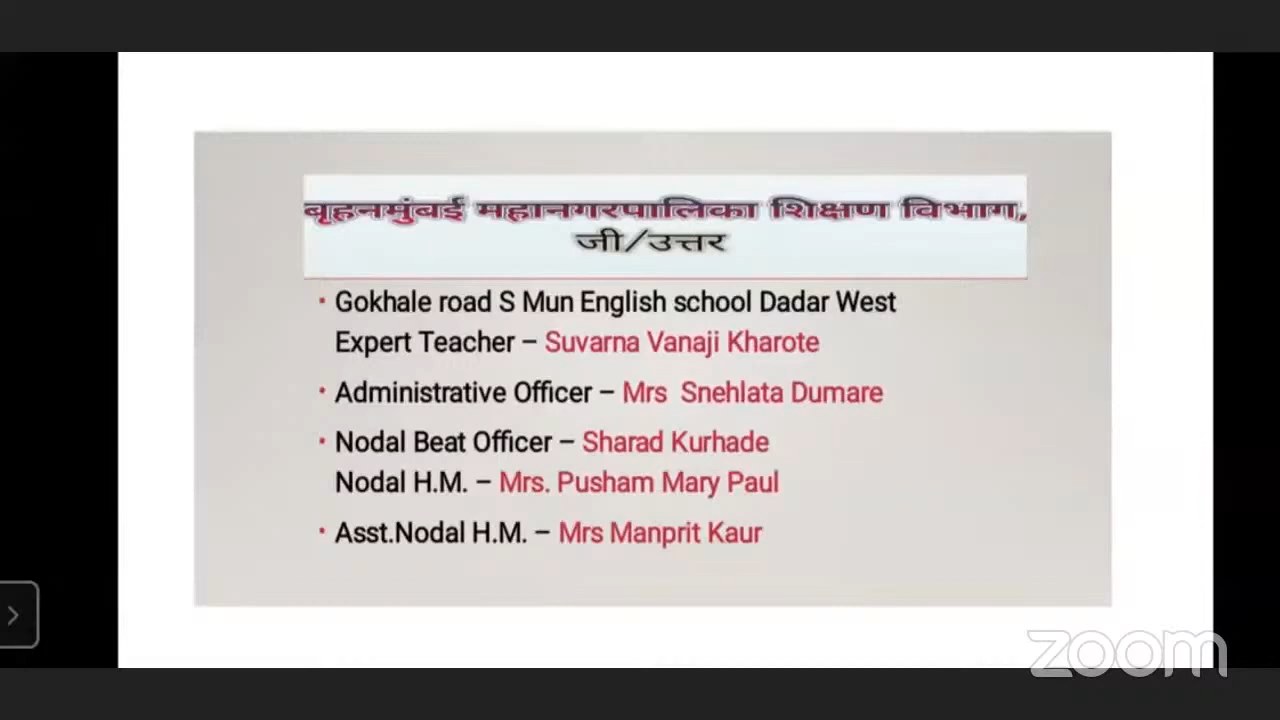 बृहनमुंबई महानगरपालिका शिक्षण विभाग,
जी/उत्तर
• Gokhale road S Mun English school Dadar West
Expert Teacher – Suvarna Vanaji Kharote
• Administrative Officer – Mrs Snehlata Dumare
• Nodal Beat Officer – Sharad Kurhade
Nodal H.M. – Mrs. Pusham Mary Paul
• Asst.Nodal H.M. – Mrs Manprit Kaur
zoom